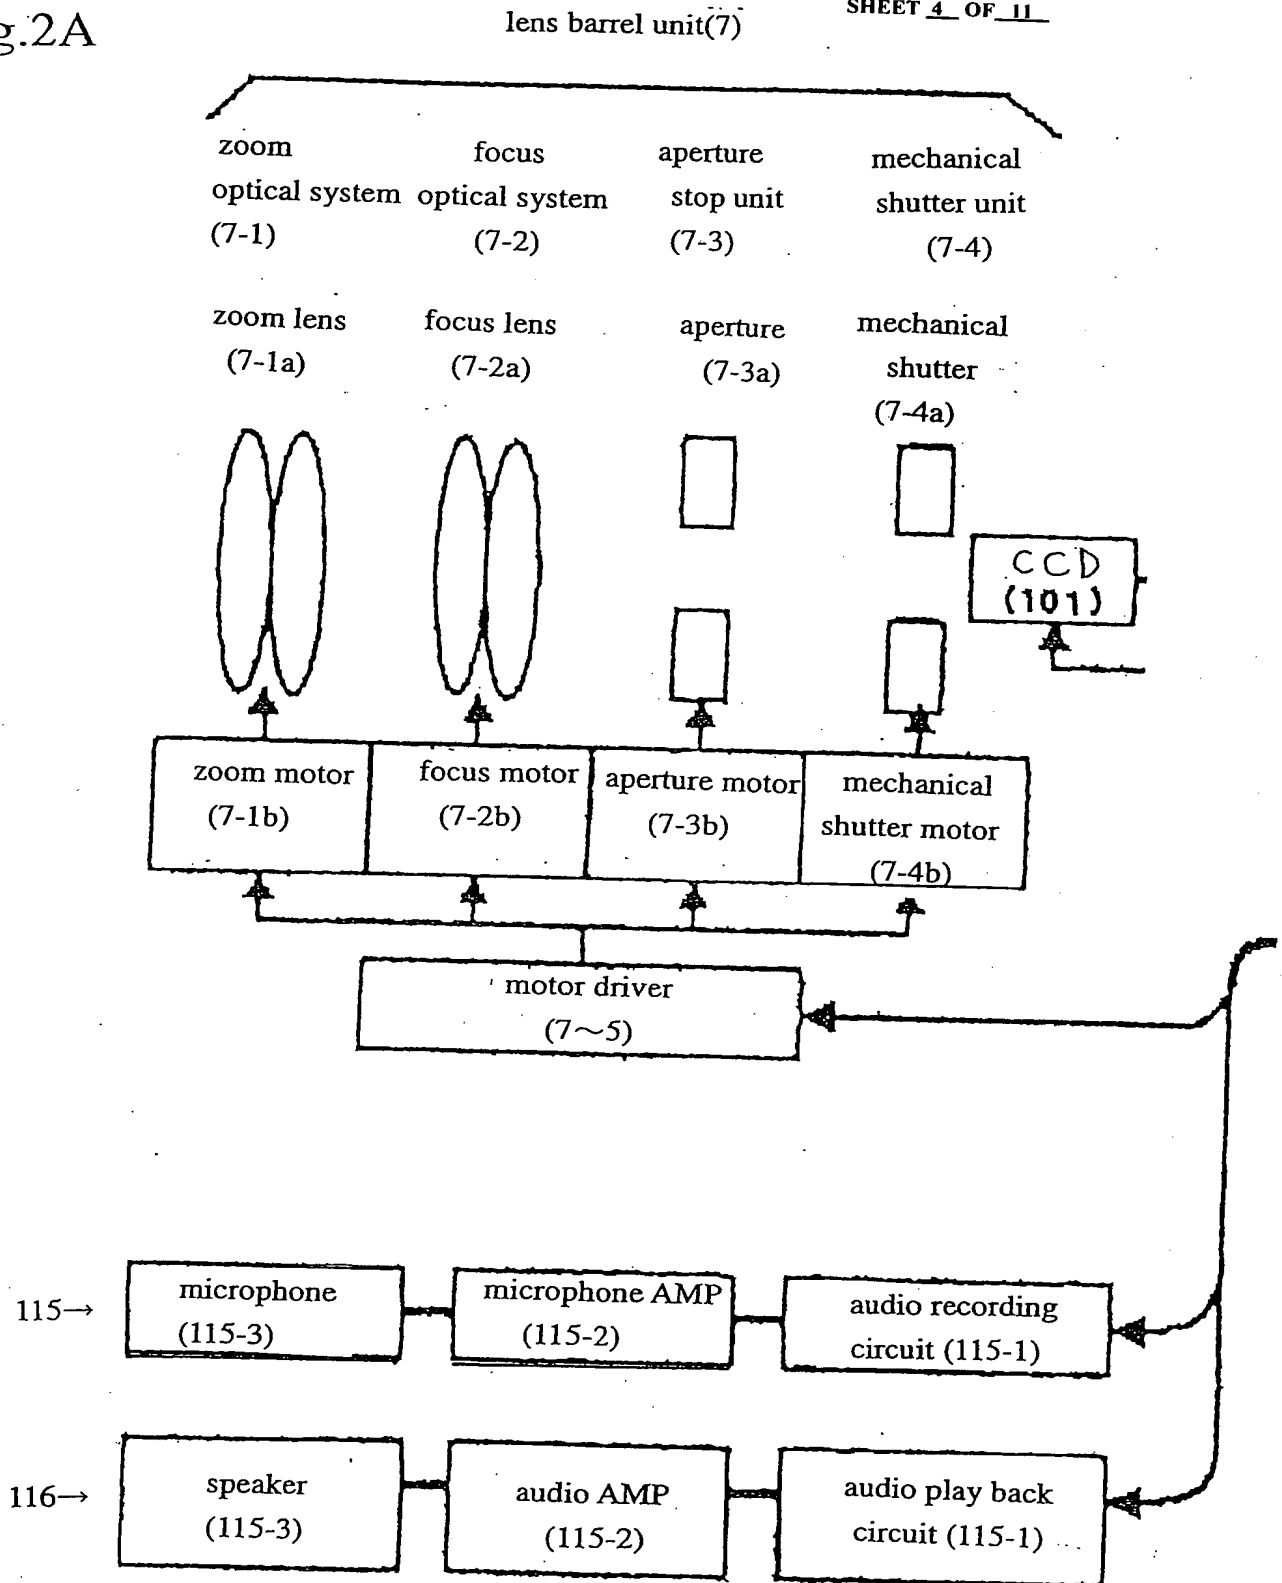 g.2A
SHEET 4 OF 11
lens barrel unit(7)
zoom
optical system
(7-1)
focus
optical system
(7-2)
aperture
stop unit
(7-3)
mechanical
shutter unit
(7-4)
zoom lens
(7-1a)
focus lens
(7-2a)
aperture
(7-3a)
mechanical
shutter
(7-4a)
CCD
(101)
zoom motor
(7-1b)
focus motor
(7-2b)
aperture motor
(7-3b)
mechanical
shutter motor
(7-4b)
motor driver
(7～5)
115→
microphone
(115-3)
microphone AMP
(115-2)
audio recording
circuit (115-1)
116→
speaker
(115-3)
audio AMP
(115-2)
audio play back
circuit (115-1)